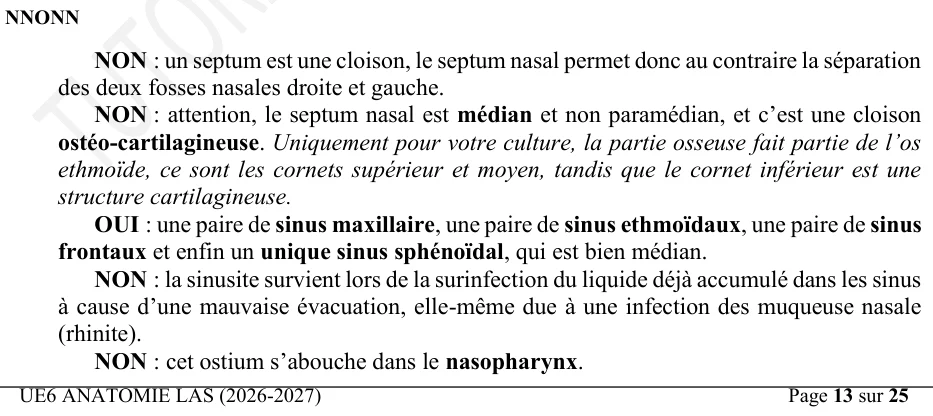 NNONN
NON : un septum est une cloison, le septum nasal permet donc au contraire la séparation
des deux fosses nasales droite et gauche.
NON : attention, le septum nasal est médian et non paramédian, et c’est une cloison
ostéo-cartilagineuse. Uniquement pour votre culture, la partie osseuse fait partie de l’os
ethmoïde, ce sont les cornets supérieur et moyen, tandis que le cornet inférieur est une
structure cartilagineuse.
OUI : une paire de sinus maxillaire, une paire de sinus ethmoïdaux, une paire de sinus
frontaux et enfin un unique sinus sphénoïdal, qui est bien médian.
NON : la sinusite survient lors de la surinfection du liquide déjà accumulé dans les sinus
à cause d’une mauvaise évacuation, elle-même due à une infection des muqueuse nasale
(rhinite).
NON : cet ostium s’abouche dans le nasopharynx.
UE6 ANATOMIE LAS (2026-2027) Page 13 sur 25